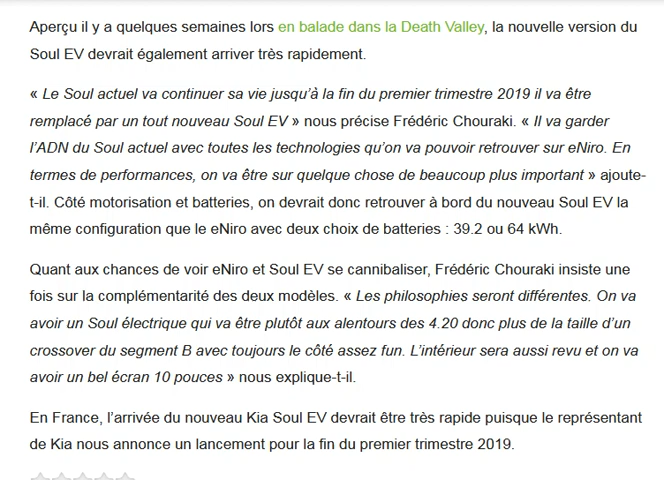 Aperçu il y a quelques semaines lors en balade dans la Death Valley, la nouvelle version du
Soul EV devrait également arriver très rapidement.
« Le Soul actuel va continuer sa vie jusqu’à la fin du premier trimestre 2019 il va être
remplacé par un tout nouveau Soul EV » nous précise Frédéric Chouraki. « Il va garder
l’ADN du Soul actuel avec toutes les technologies qu’on va pouvoir retrouver sur eNiro. En
termes de performances, on va être sur quelque chose de beaucoup plus important » ajoute-
t-il. Côté motorisation et batteries, on devrait donc retrouver à bord du nouveau Soul EV la
même configuration que le eNiro avec deux choix de batteries : 39.2 ou 64 kWh.
Quant aux chances de voir eNiro et Soul EV se cannibaliser, Frédéric Chouraki insiste une
fois sur la complémentarité des deux modèles. « Les philosophies seront différentes. On va
avoir un Soul électrique qui va être plutôt aux alentours des 4.20 donc plus de la taille d’un
crossover du segment B avec toujours le côté assez fun. L’intérieur sera aussi revu et on va
avoir un bel écran 10 pouces » nous explique-t-il.
En France, l’arrivée du nouveau Kia Soul EV devrait être très rapide puisque le représentant
de Kia nous annonce un lancement pour la fin du premier trimestre 2019.